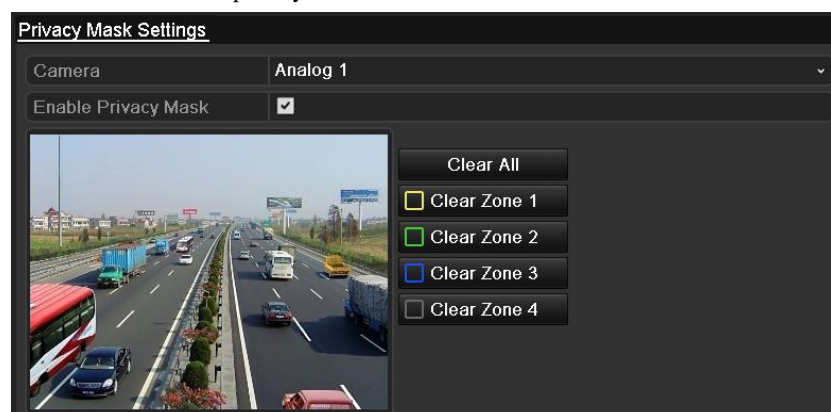 Privacy Mask Settings
Camera Analog 1
Enable Privacy Mask
Clear All
Clear Zone 1
Clear Zone 2
Clear Zone 3
Clear Zone 4